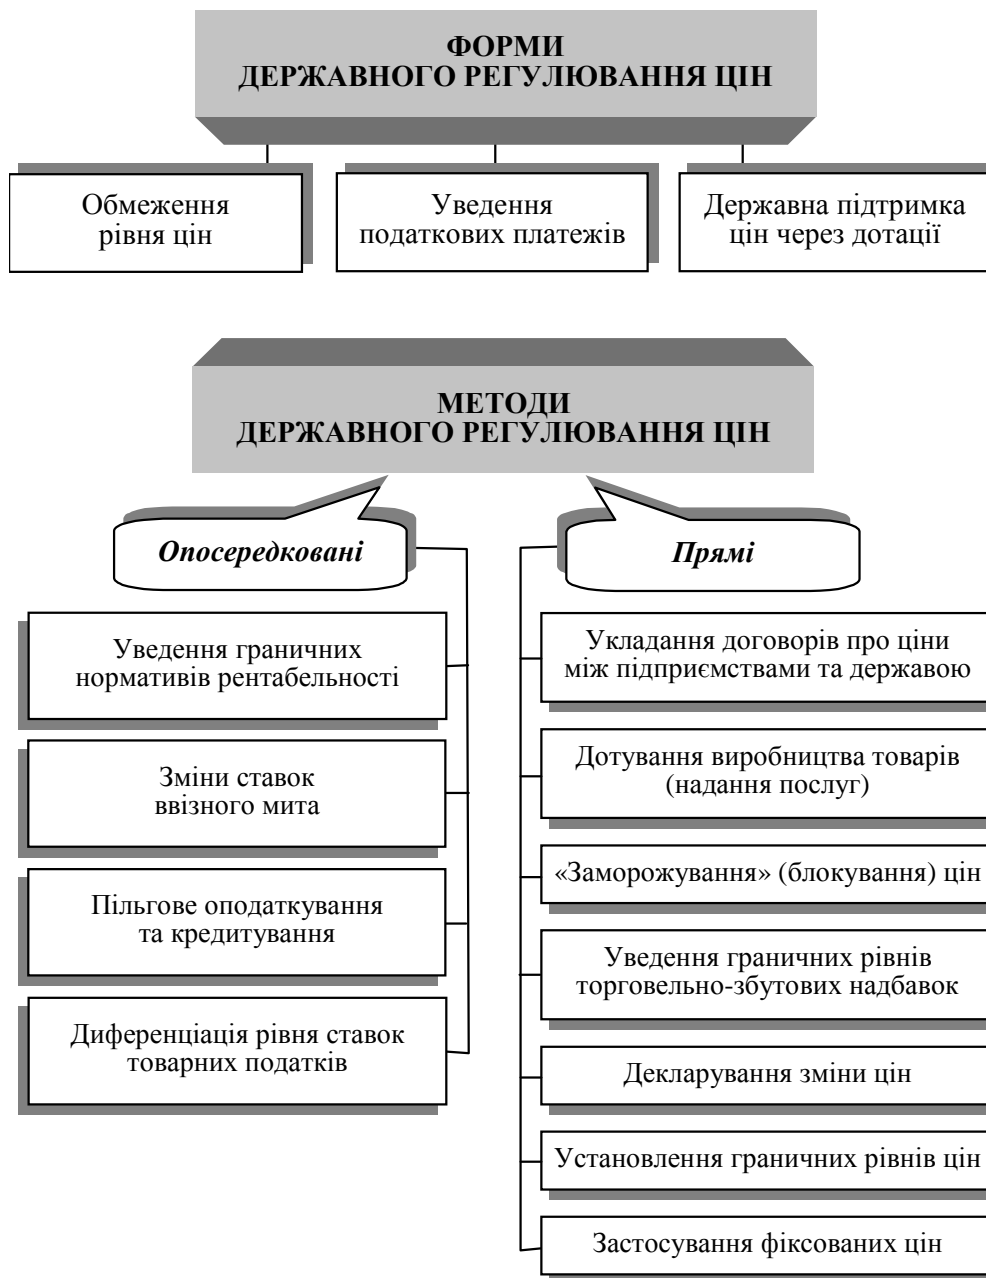 ФОРМИ
ДЕРЖАВНОГО РЕГУЛЮВАННЯ ЦІН
Обмеження
рівня цін
Уведення
податкових платежів
Державна підтримка
цін через дотації
МЕТОДИ
ДЕРЖАВНОГО РЕГУЛЮВАННЯ ЦІН
Опосередковані
Уведення граничних
нормативів рентабельності
Зміни ставок
ввізного мита
Пільгове оподаткування
та кредитування
Диференціація рівня ставок
товарних податків
Прямі
Укладання договорів про ціни
між підприємствами та державою
Дотування виробництва товарів
(надання послуг)
«Заморожування» (блокування) цін
Уведення граничних рівнів
торговельно-збутових надбавок
Декларування зміни цін
Установлення граничних рівнів цін
Застосування фіксованих цін